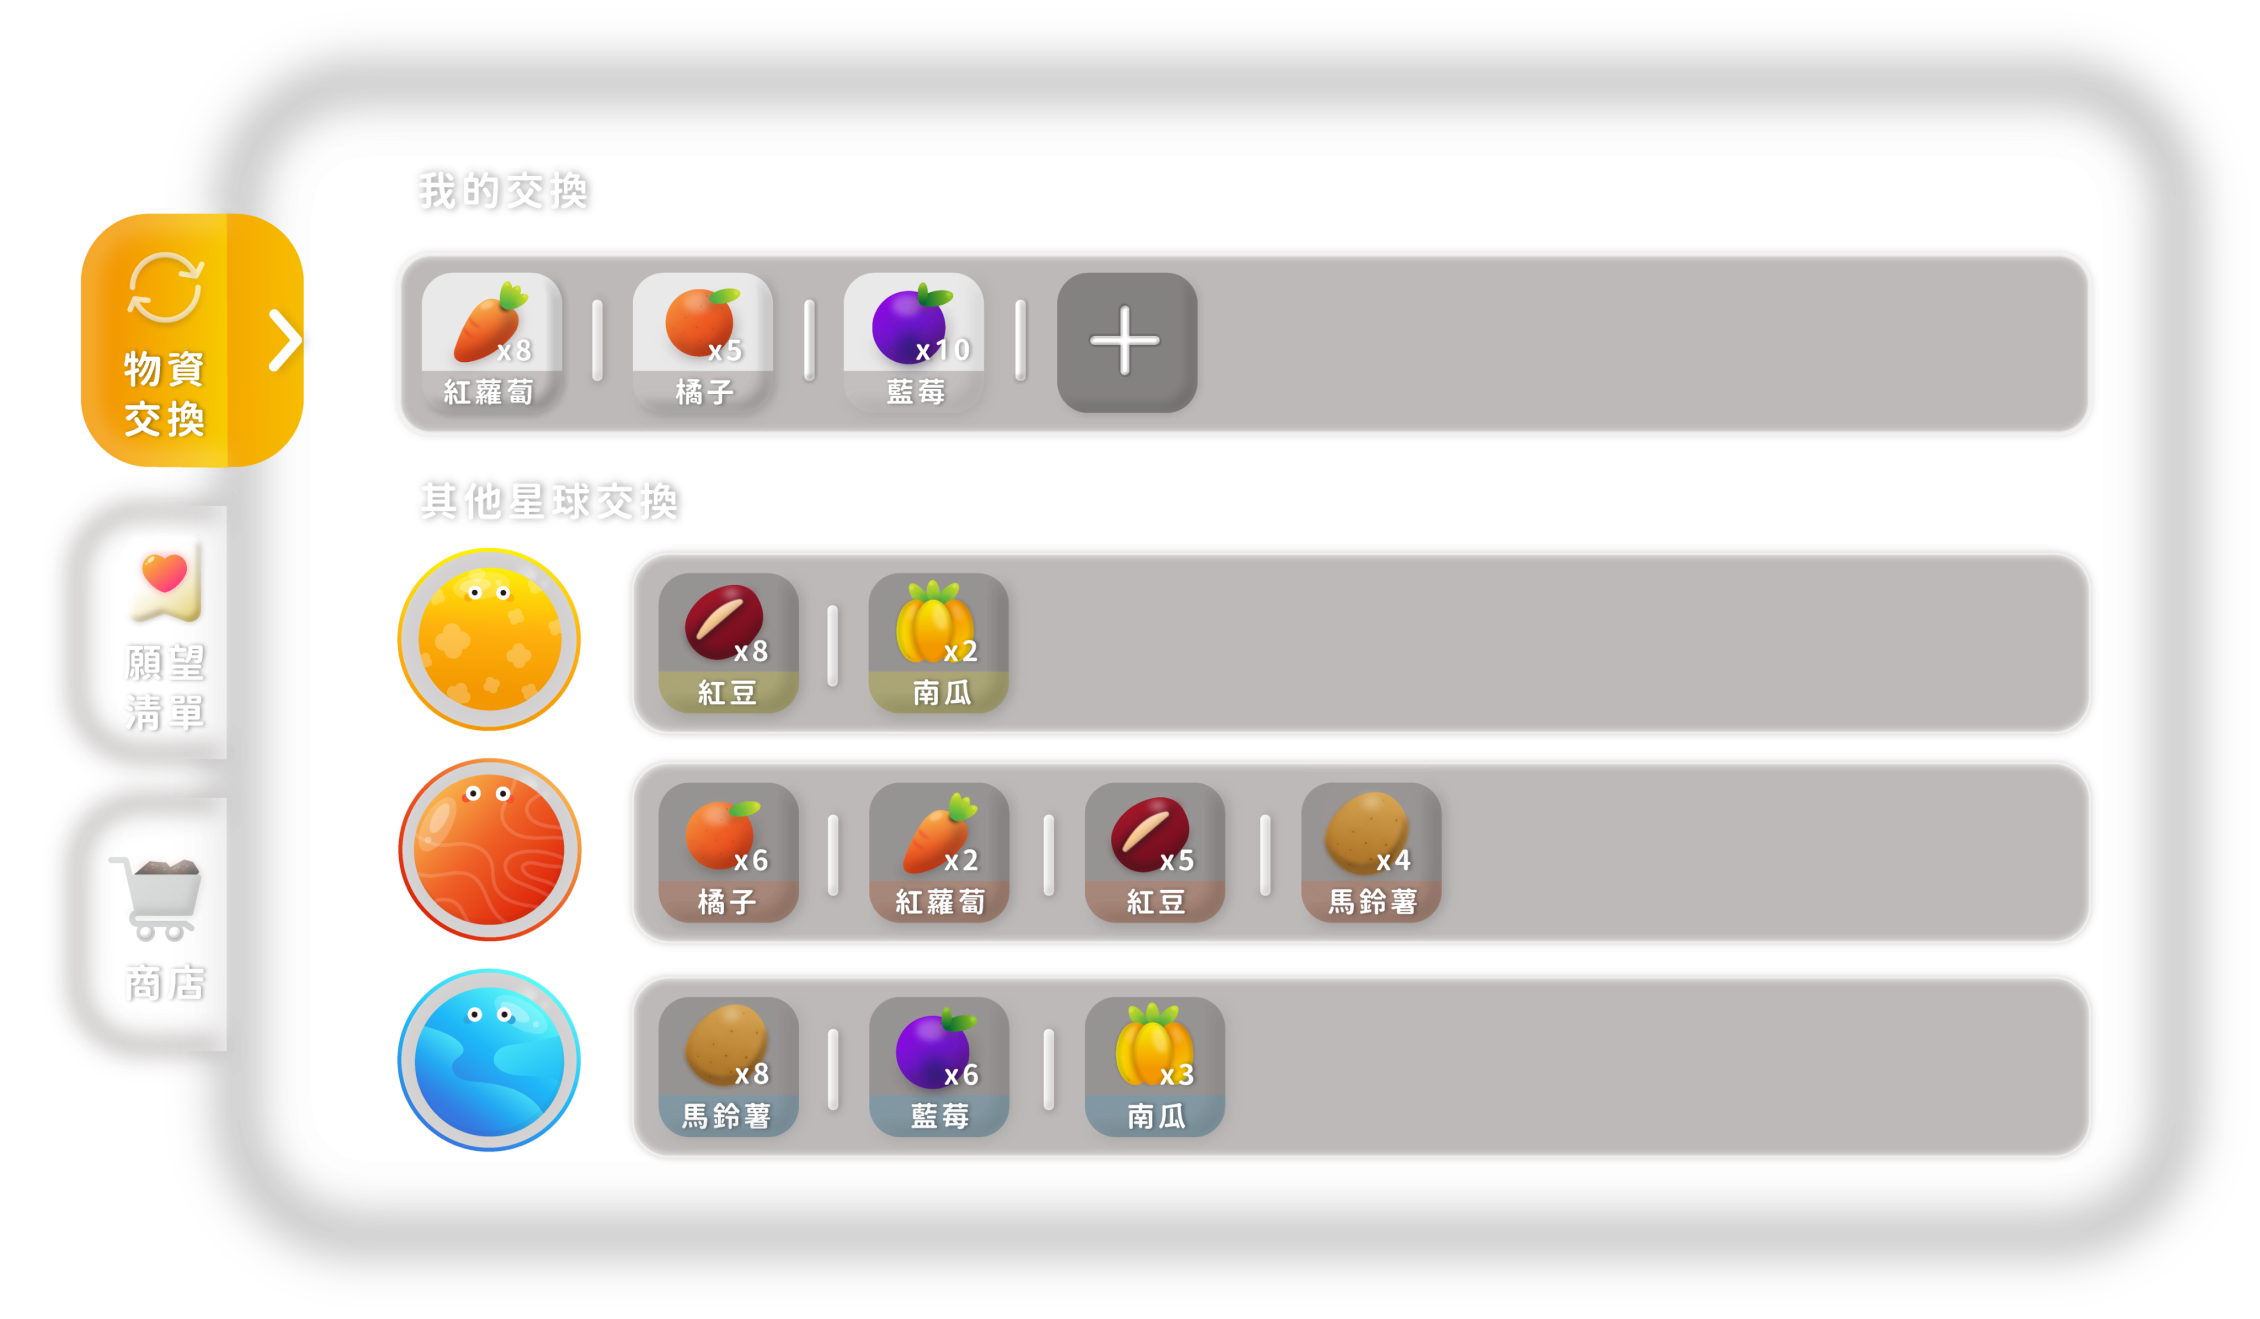 物資
交換
願望
清單
商店
我的交換
x8
紅蘿蔔
x5
橘子
x10
藍莓
其他星球交換
x8
紅豆
x2
南瓜
x6
橘子
x2
紅蘿蔔
x5
紅豆
x4
馬鈴薯
x8
馬鈴薯
x6
藍莓
x3
南瓜